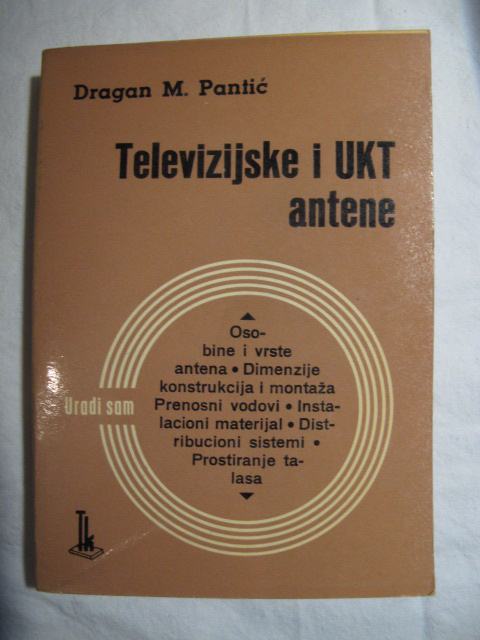 Dragan M. Pantić
Televizijske i UKT
antene
Oso-
bine i vrste
antena • Dimenzije
konstrukcija i montaža
Prenosni vodovi • Insta-
lacioni materijal • Dist-
ribucioni sistemi •
Prostiranje ta-
lasa
Uradi sam
Tk